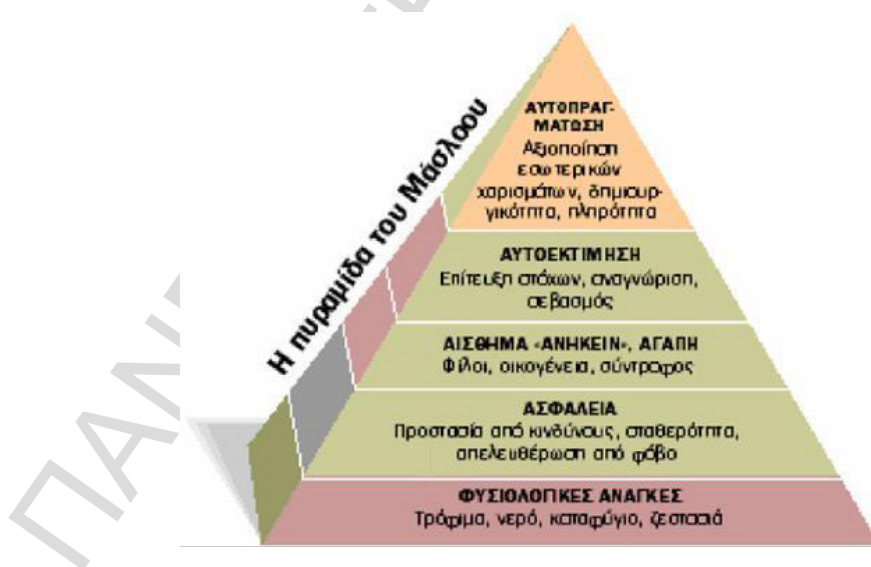 Η πυραμίδα του Μάσλοου
ΑΥΤΟΠΡΑΓ-
ΜΑΤΩΣΗ
Αξιοποίηση
εσωτερικών
χαρισμάτων, δημιουρ-
γικότητα, πληρότητα
ΑΥΤΟΕΚΤΙΜΗΣΗ
Επίτευξη στόχων, αναγνώριση,
σεβασμός
ΑΙΣΘΗΜΑ «ΑΝΗΚΕΙΝ», ΑΓΑΠΗ
Φίλοι, οικογένεια, σύντροφος
ΑΣΦΑΛΕΙΑ
Προστασία από κινδύνους, σταθερότητα,
απελευθέρωση από φόβο
ΦΥΣΙΟΛΟΓΙΚΕΣ ΑΝΑΓΚΕΣ
Τρόφιμα, νερό, καταφύγιο, ζεστασιά